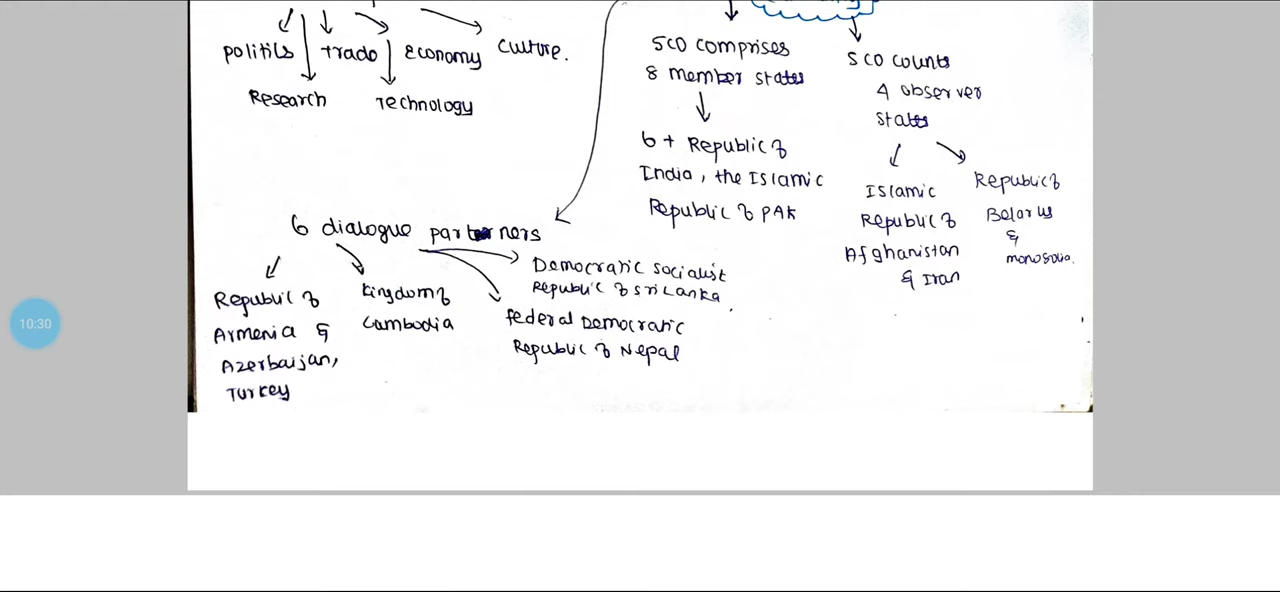 politics
trade
Economy
culture.
Research
Technology
SCO comprises
8 member states
6 + Republic of
India, the Islamic
Republic of PAK
SCO counts
4 observer
states
Islamic
Republic of
Afghanistan
& Iran
Republic of
Belarus
&
6 dialogue partners
Republic of
Armenia &
Azerbaijan,
Turkey
kingdom of
Cambodia
Democratic socialist
Republic of Sri Lanka
federal Democratic
Republic of Nepal
10:30